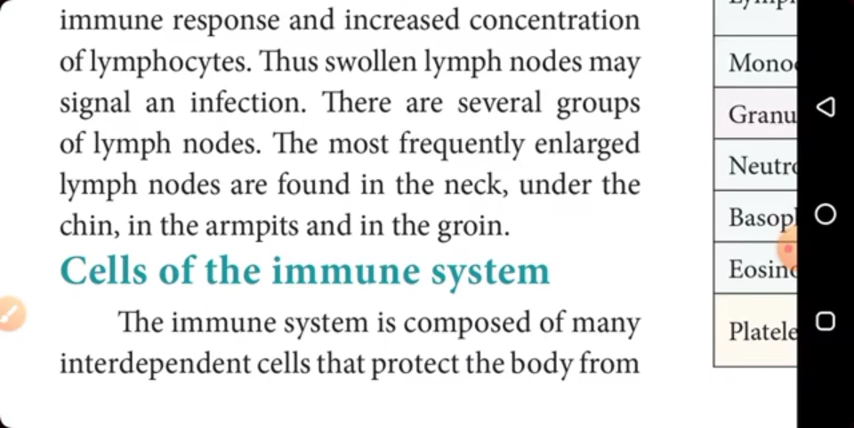 immune response and increased concentration
of lymphocytes. Thus swollen lymph nodes may
signal an infection. There are several groups
of lymph nodes. The most frequently enlarged
lymph nodes are found in the neck, under the
chin, in the armpits and in the groin.
Cells of the immune system
The immune system is composed of many
interdependent cells that protect the body from